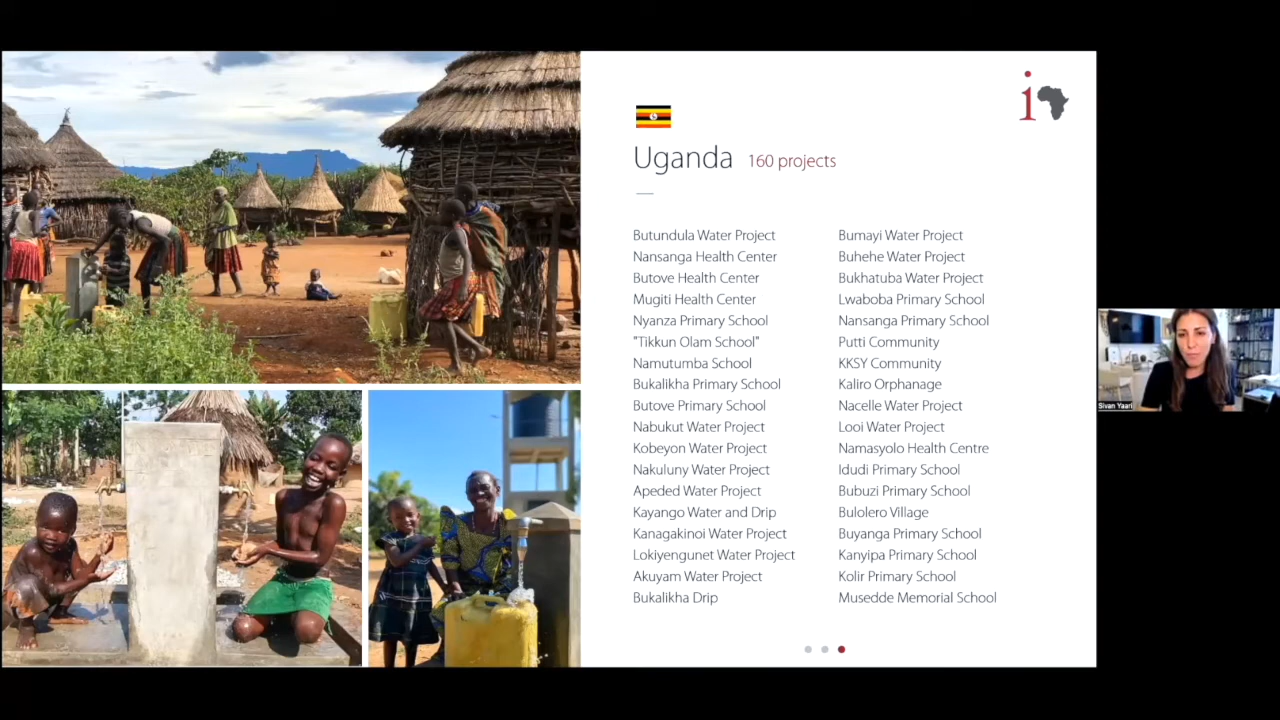 i
Uganda 160 projects
Butundula Water Project
Nansanga Health Center
Butove Health Center
Mugiti Health Center
Nyanza Primary School
"Tikkun Olam School"
Namutumba School
Bukalikha Primary School
Butove Primary School
Nabukut Water Project
Kobeyon Water Project
Nakuluny Water Project
Apeded Water Project
Kayango Water and Drip
Kanagakinoi Water Project
Lokiyengunet Water Project
Akuyam Water Project
Bukalikha Drip
Bumayi Water Project
Buhehe Water Project
Bukhatuba Water Project
Lwaboba Primary School
Nansanga Primary School
Putti Community
KKSY Community
Kaliro Orphanage
Nacelle Water Project
Looi Water Project
Namasyolo Health Centre
Idudi Primary School
Bubuzi Primary School
Bulolero Village
Buyanga Primary School
Kanyipa Primary School
Kolir Primary School
Musedde Memorial School
Sivan Yaari